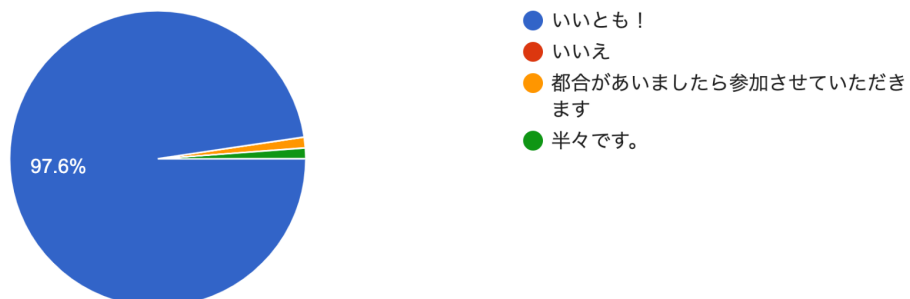 いいとも！
いいえ
都合があいましたら参加させていただき
ます
半々です。
97.6%